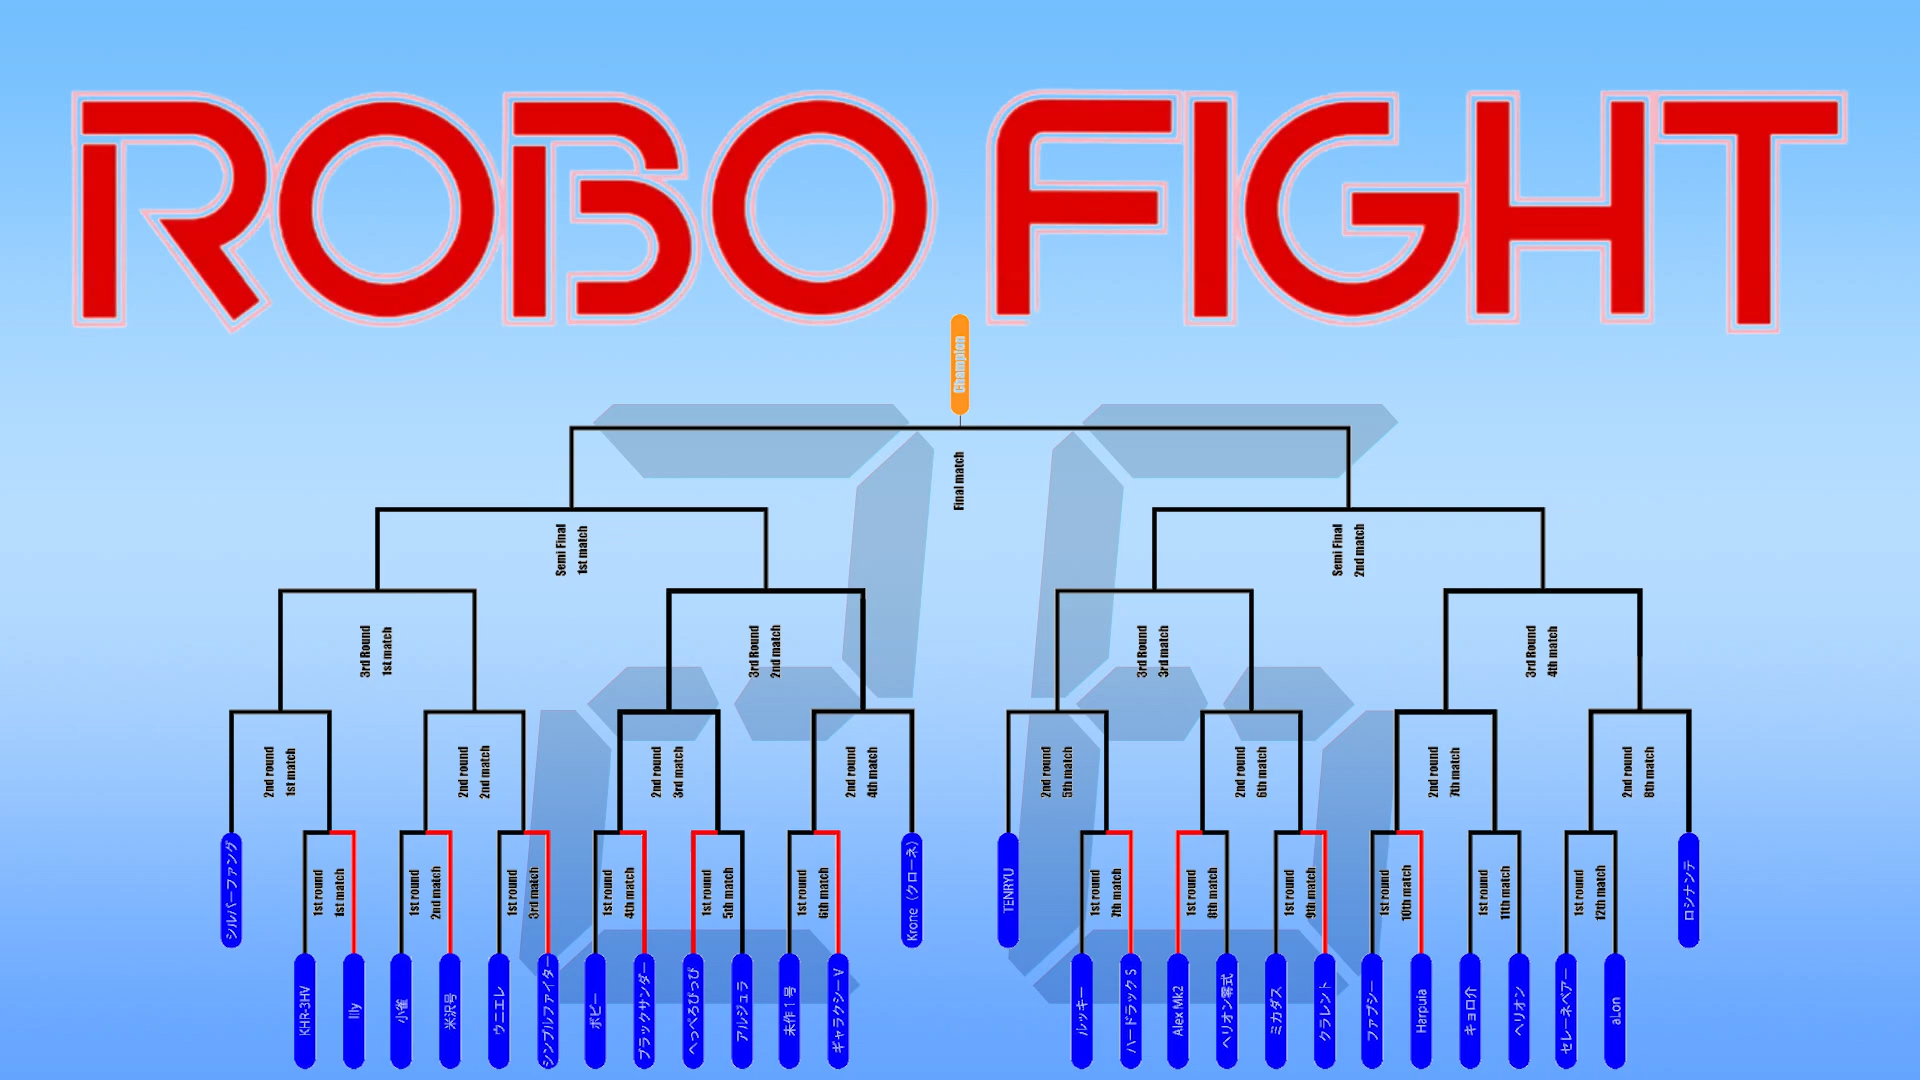 ROBO FIGHT
Champion
Final match
Semi Final
1st match
Semi Final
2nd match
3rd Round
1st match
3rd Round
2nd match
3rd Round
3rd match
3rd Round
4th match
2nd round
1st match
2nd round
2nd match
2nd round
3rd match
2nd round
4th match
2nd round
5th match
2nd round
6th match
2nd round
7th match
2nd round
8th match
シルバーファング
1st round
1st match
1st round
2nd match
1st round
3rd match
1st round
4th match
1st round
5th match
1st round
6th match
Krone（クローネ）
TENRYU
1st round
7th match
1st round
8th match
1st round
9th match
1st round
10th match
1st round
11th match
1st round
12th match
ロシナンテ
KHR-3HV
Illy
小雀
米沢号
ウニエレ
シンプルファイター
ボビー
ブラックサンダー
へっぺろぴっぴ
アルジュラ
未作１号
ギャラクシーＶ
ルッキー
ハードラックＳ
Alex Mk2
ヘリオン零式
ミカダス
クラレント
ファブシー
Harpuia
キョロ介
ヘリオン
セレーネベアー
aLon